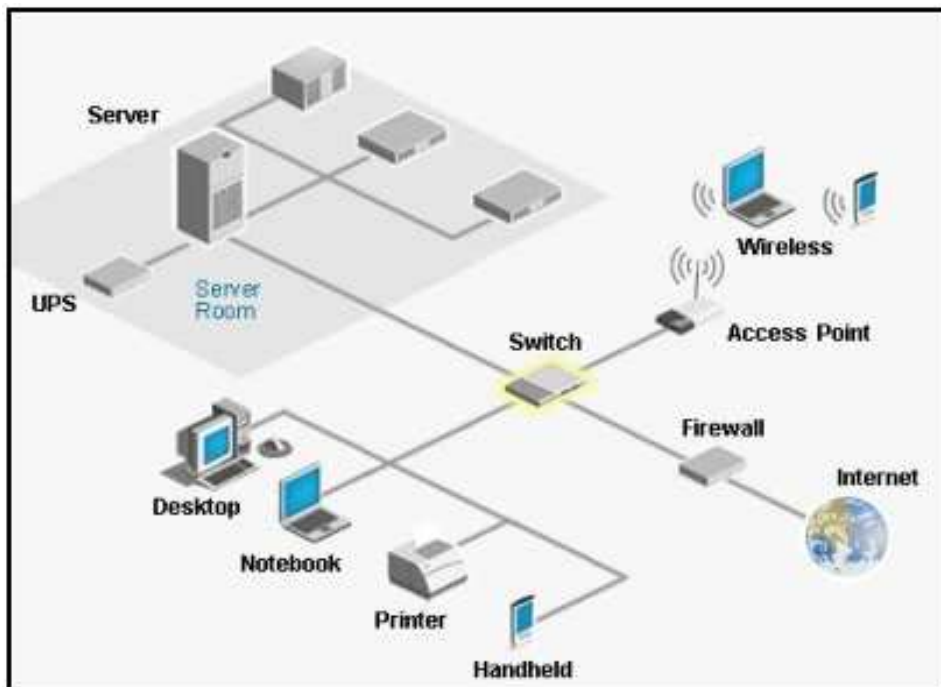 Server
Wireless
UPS
Server
Room
Access Point
Switch
Firewall
Internet
Desktop
Notebook
Printer
Handheld